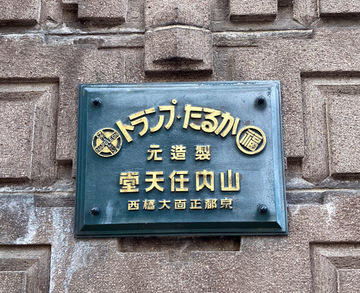 福
かるた・トランプ
製造元
山内任天堂
京都正面大橋西